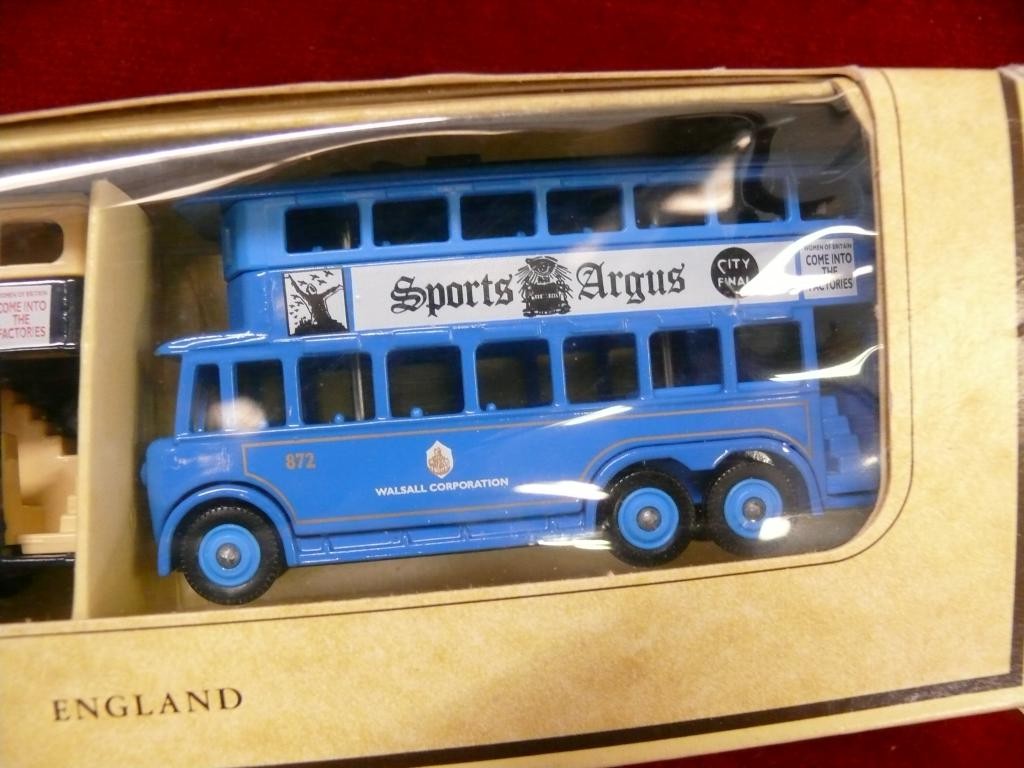 Sports Argus
CITY
FINAL
WOMEN OF BRITAIN
COME INTO
THE
FACTORIES
WOMEN OF BRITAIN
COME INTO
THE
FACTORIES
872
WALSALL CORPORATION
ENGLAND